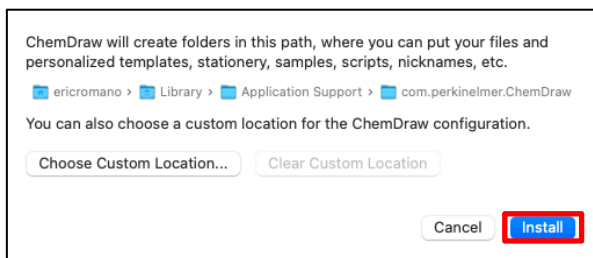 ChemDraw will create folders in this path, where you can put your files and
personalized templates, stationery, samples, scripts, nicknames, etc.
ericromano › Library › Application Support › com.perkinelmer.ChemDraw
You can also choose a custom location for the ChemDraw configuration.
Choose Custom Location... Clear Custom Location
Cancel Install